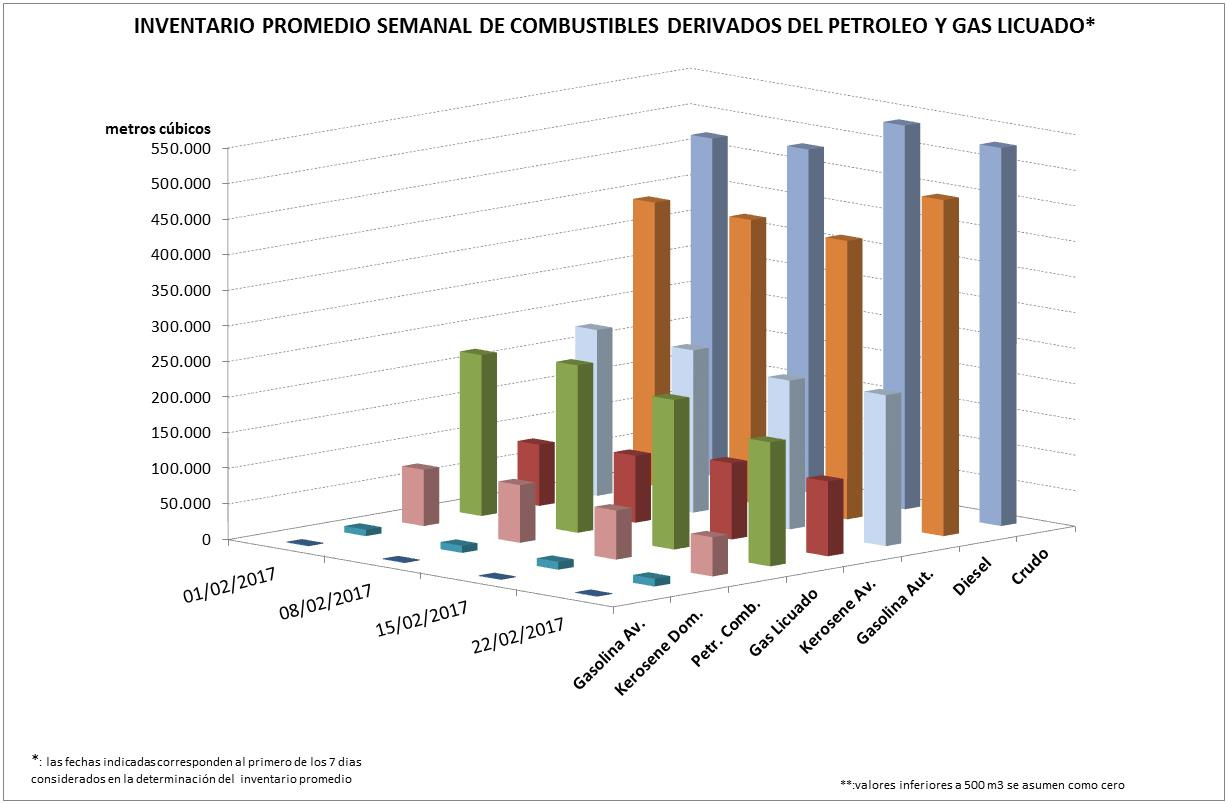 INVENTARIO PROMEDIO SEMANAL DE COMBUSTIBLES DERIVADOS DEL PETROLEO Y GAS LICUADO*
metros cúbicos
550.000
500.000
450.000
400.000
350.000
300.000
250.000
200.000
150.000
100.000
50.000
0
01/02/2017
08/02/2017
15/02/2017
22/02/2017
Gasolina Av.
Kerosene Dom.
Petr. Comb.
Gas Licuado
Kerosene Av.
Gasolina Aut.
Diesel
Crudo
*: las fechas indicadas corresponden al primero de los 7 dias
considerados en la determinación del inventario promedio
**:valores inferiores a 500 m3 se asumen como cero